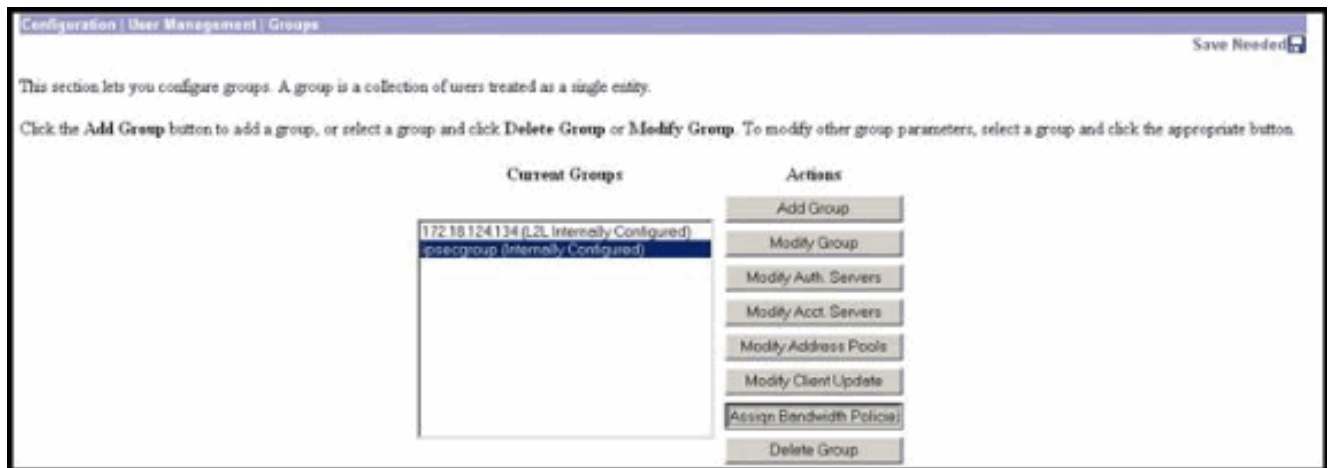 Configuration | User Management | Groups
Save Needed
This section lets you configure groups. A group is a collection of users treated as a single entity.
Click the Add Group button to add a group, or select a group and click Delete Group or Modify Group. To modify other group parameters, select a group and click the appropriate button.
Current Groups
Actions
172.18.124.134 (L2L Internally Configured)
ipsecgroup (Internally Configured)
Add Group
Modify Group
Modify Auth. Servers
Modify Acct. Servers
Modify Address Pools
Modify Client Update
Assign Bandwidth Policies
Delete Group